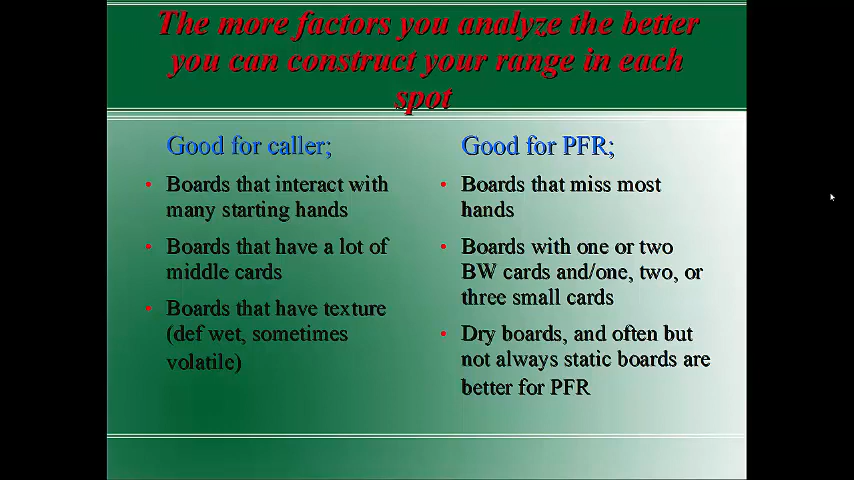 The more factors you analyze the better
you can construct your range in each
spot
Good for caller;
• Boards that interact with
many starting hands
• Boards that have a lot of
middle cards
• Boards that have texture
(def wet, sometimes
volatile)
Good for PFR;
• Boards that miss most
hands
• Boards with one or two
BW cards and/one, two, or
three small cards
• Dry boards, and often but
not always static boards are
better for PFR